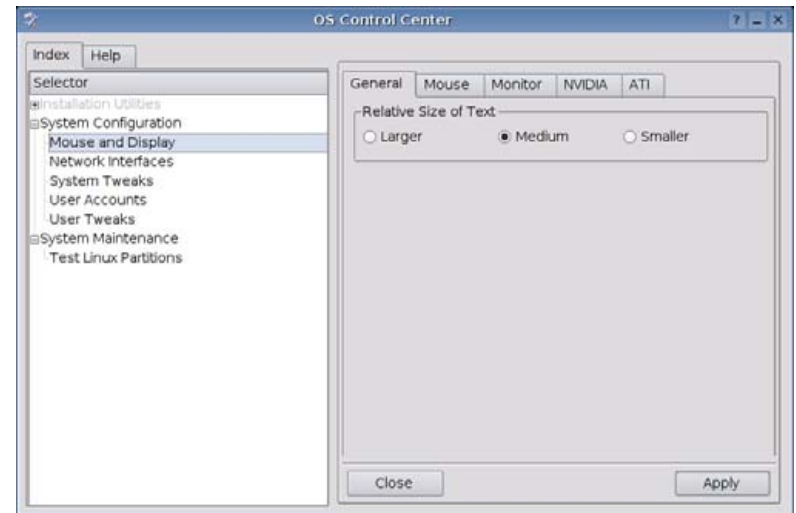 OS Control Center
? _ X
Index Help
Selector
Installation Utilities
System Configuration
Mouse and Display
Network Interfaces
System Tweaks
User Accounts
User Tweaks
System Maintenance
Test Linux Partitions
General Mouse Monitor NVIDIA ATI
Relative Size of Text
Larger Medium Smaller
Close Apply